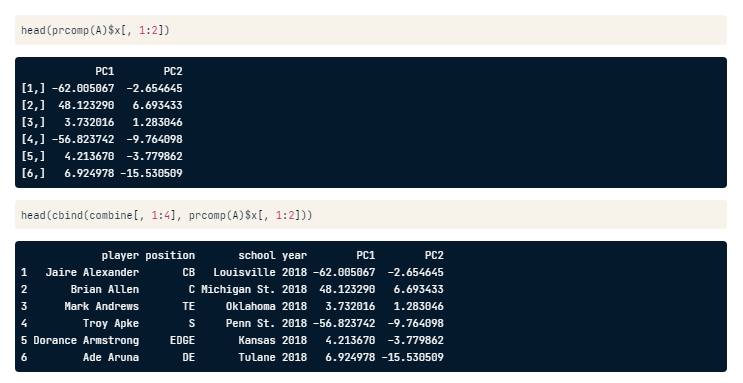 head(prcomp(A)$x[, 1:2])
            PC1        PC2
[1,] -62.005067  -2.654645
[2,]  48.123290   6.693433
[3,]   3.732016   1.283046
[4,] -56.823742  -9.764098
[5,]   4.213670  -3.779862
[6,]   6.924978 -15.530509
head(cbind(combine[, 1:4], prcomp(A)$x[, 1:2]))
             player position       school year        PC1        PC2
1   Jaire Alexander       CB   Louisville 2018 -62.005067  -2.654645
2       Brian Allen        C Michigan St. 2018  48.123290   6.693433
3      Mark Andrews       TE     Oklahoma 2018   3.732016   1.283046
4         Troy Apke        S     Penn St. 2018 -56.823742  -9.764098
5 Dorance Armstrong     EDGE       Kansas 2018   4.213670  -3.779862
6         Ade Aruna       DE       Tulane 2018   6.924978 -15.530509